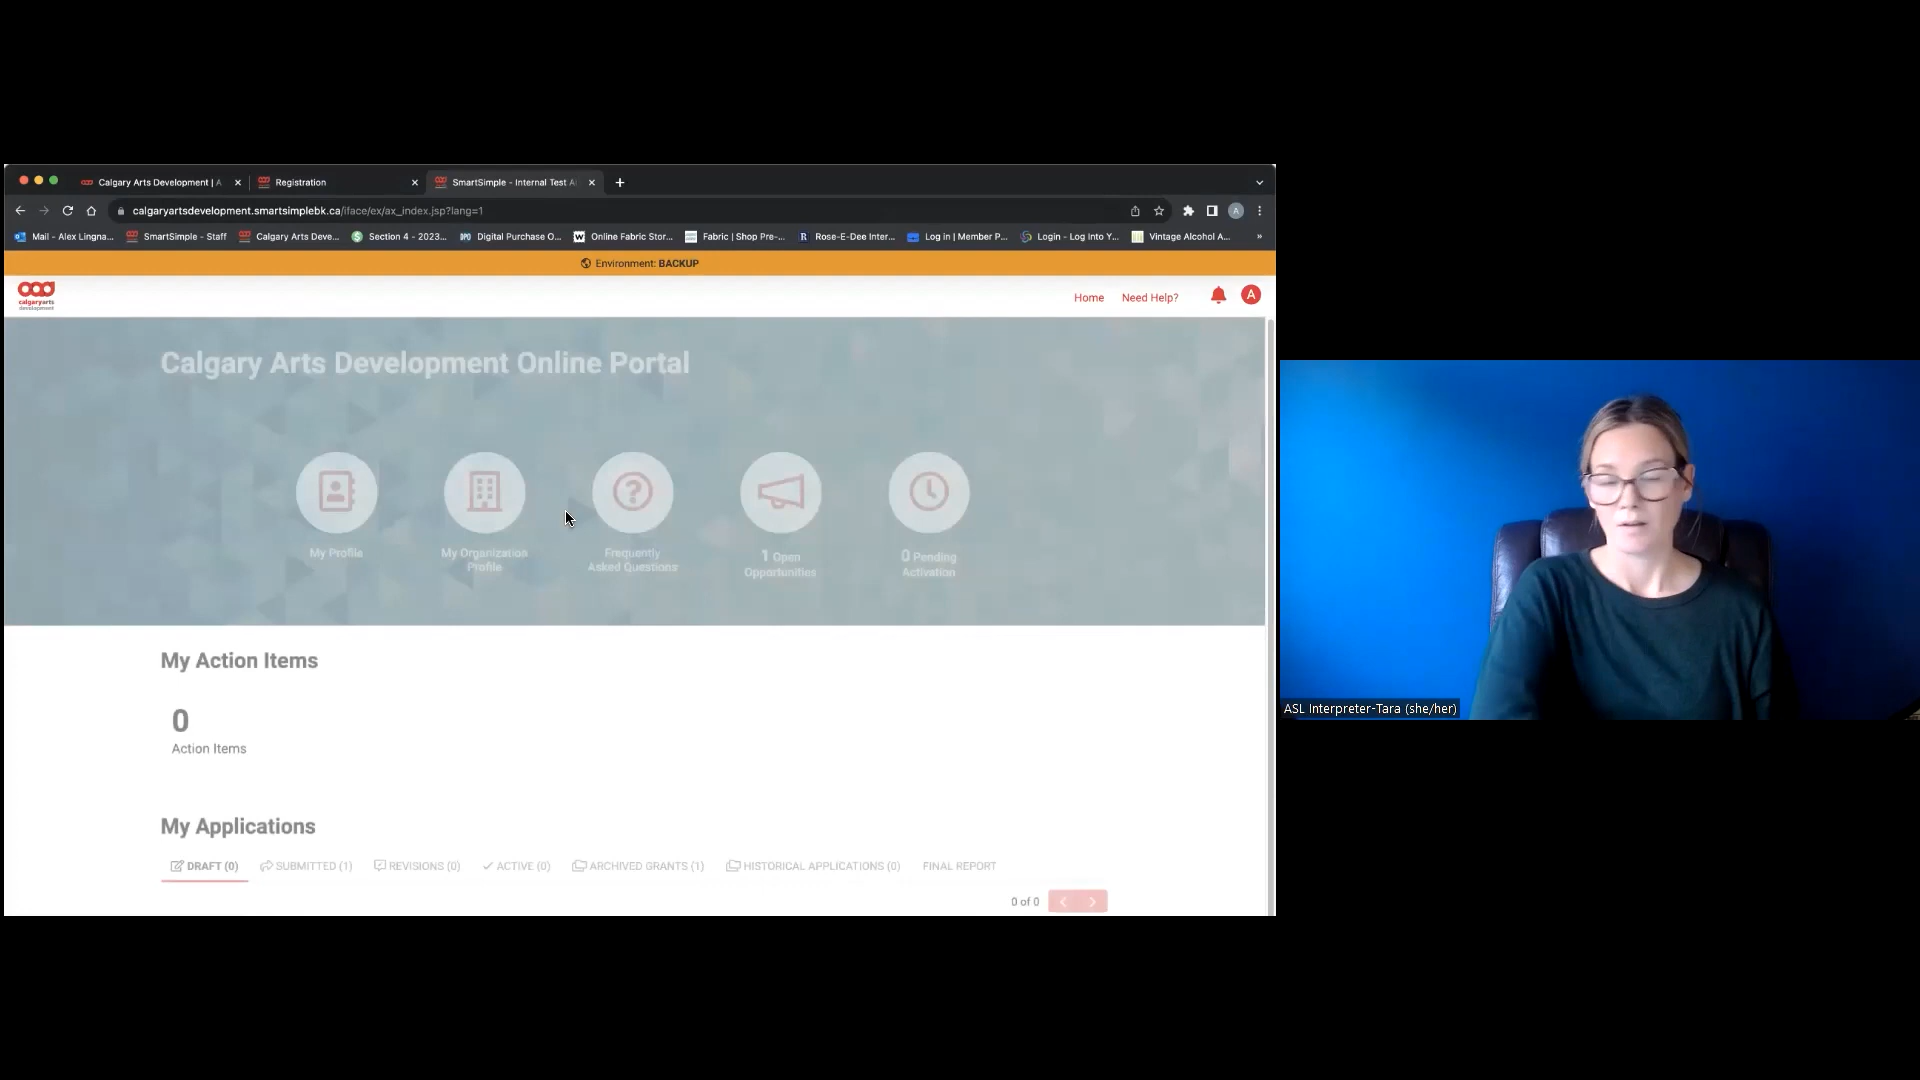 Calgary Arts Development | A
Registration
SmartSimple - Internal Test A
calgaryartsdevelopment.smartsimplebk.ca/iface/ex/ax_index.jsp?lang=1
A
Mail - Alex Lingna...
SmartSimple - Staff
Calgary Arts Deve...
Section 4 - 2023...
Digital Purchase O...
Online Fabric Stor...
Fabric | Shop Pre-...
Rose-E-Dee Inter...
Log in | Member P...
Login - Log Into Y...
Vintage Alcohol A...
»
Environment: BACKUP
calgaryarts
development
Home
Need Help?
A
Calgary Arts Development Online Portal
My Profile
My Organization
Profile
Frequently
Asked Questions
1 Open
Opportunities
0 Pending
Activation
My Action Items
0
Action Items
My Applications
DRAFT (0)
SUBMITTED (1)
REVISIONS (0)
ACTIVE (0)
ARCHIVED GRANTS (1)
HISTORICAL APPLICATIONS (0)
FINAL REPORT
0 of 0
ASL Interpreter-Tara (she/her)